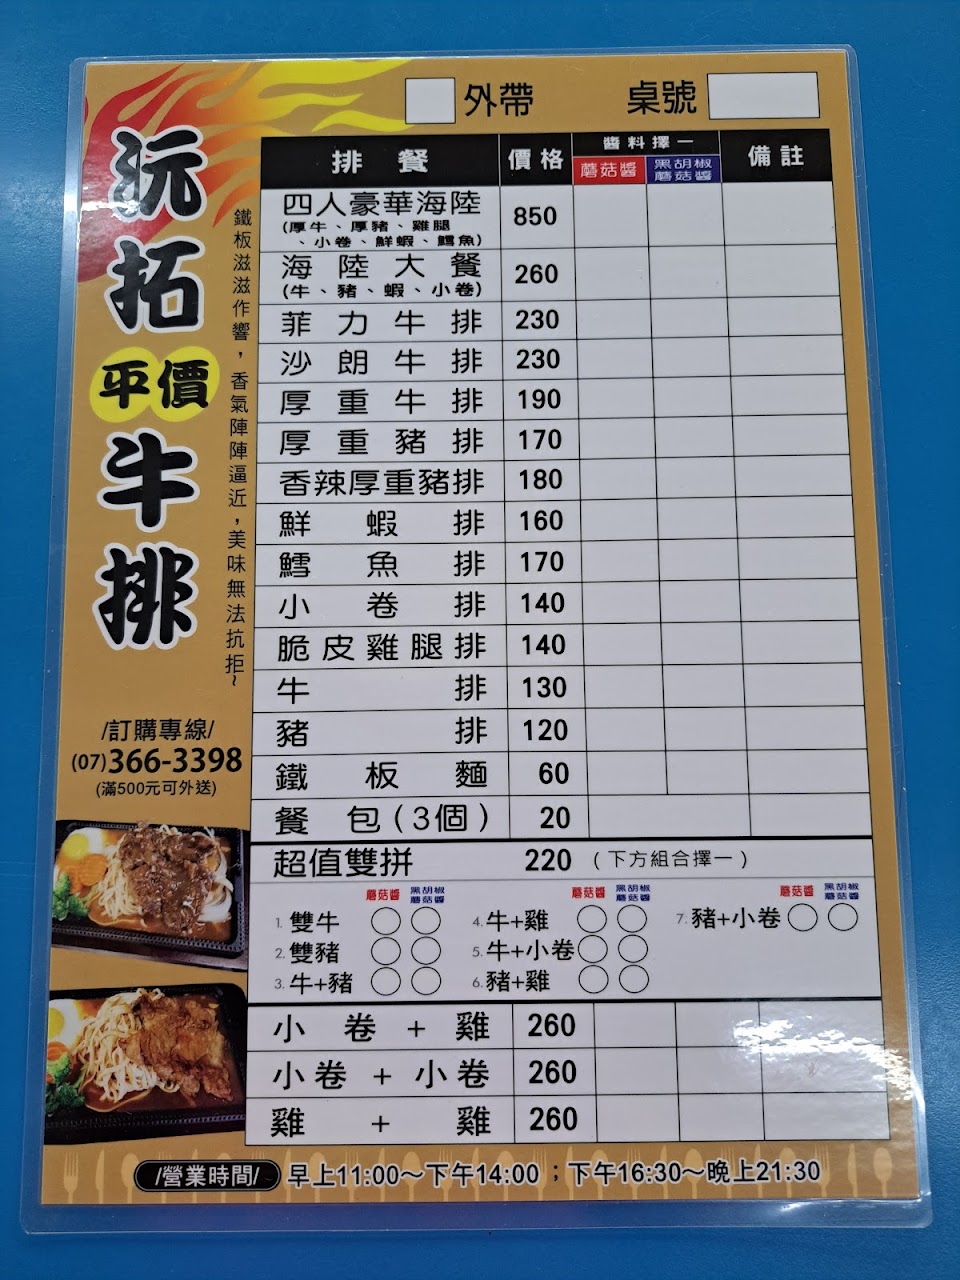 外帶 桌號
沅拓
平價
牛排
鐵板滋滋作響，香氣陣陣逼近，美味無法抗拒~
/訂購專線/
(07)366-3398
(滿500元可外送)
排餐 價格 醬料擇一 備註
蘑菇醬 黑胡椒蘑菇醬
四人豪華海陸 850
(厚牛、厚豬、雞腿
、小卷、鮮蝦、鱈魚)
海陸大餐 260
(牛、豬、蝦、小卷)
菲力牛排 230
沙朗牛排 230
厚重牛排 190
厚重豬排 170
香辣厚重豬排 180
鮮蝦排 160
鱈魚排 170
小卷排 140
脆皮雞腿排 140
牛排 130
豬排 120
鐵板麵 60
餐包(3個) 20
超值雙拼 220 (下方組合擇一)
蘑菇醬 黑胡椒蘑菇醬 蘑菇醬 黑胡椒蘑菇醬 蘑菇醬 黑胡椒蘑菇醬
1. 雙牛 4. 牛+雞 7. 豬+小卷
2. 雙豬 5. 牛+小卷
3. 牛+豬 6. 豬+雞
小卷+雞 260
小卷+小卷 260
雞+雞 260
/營業時間/ 早上11:00～下午14:00；下午16:30～晚上21:30